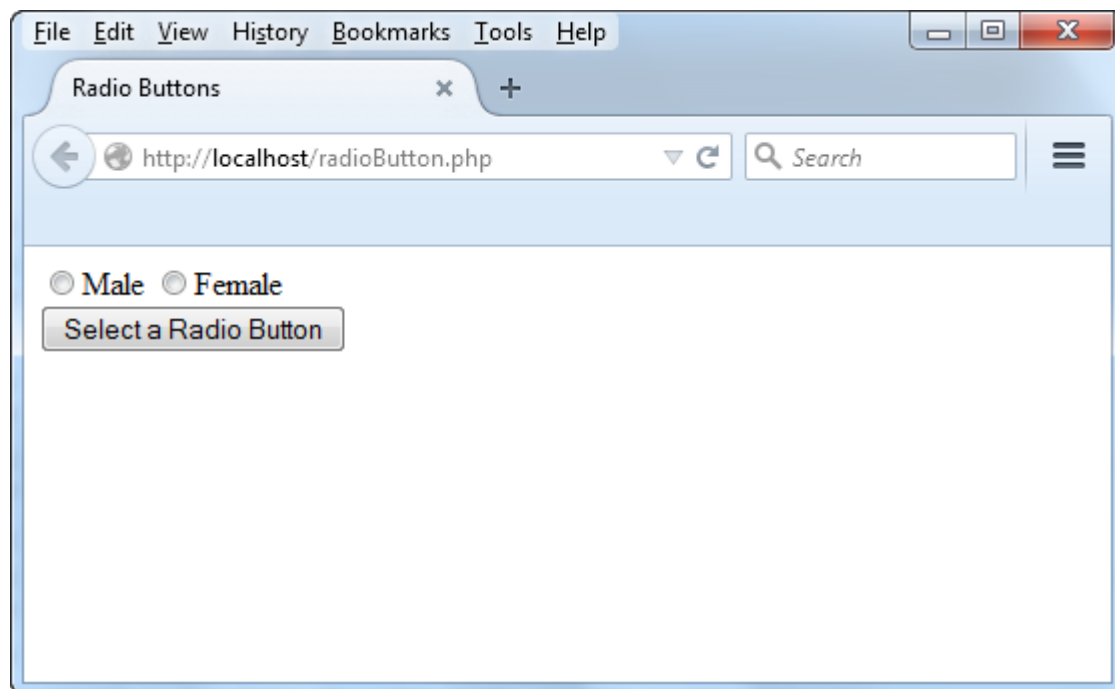 File Edit View History Bookmarks Tools Help
Radio Buttons
http://localhost/radioButton.php Search
Male Female
Select a Radio Button